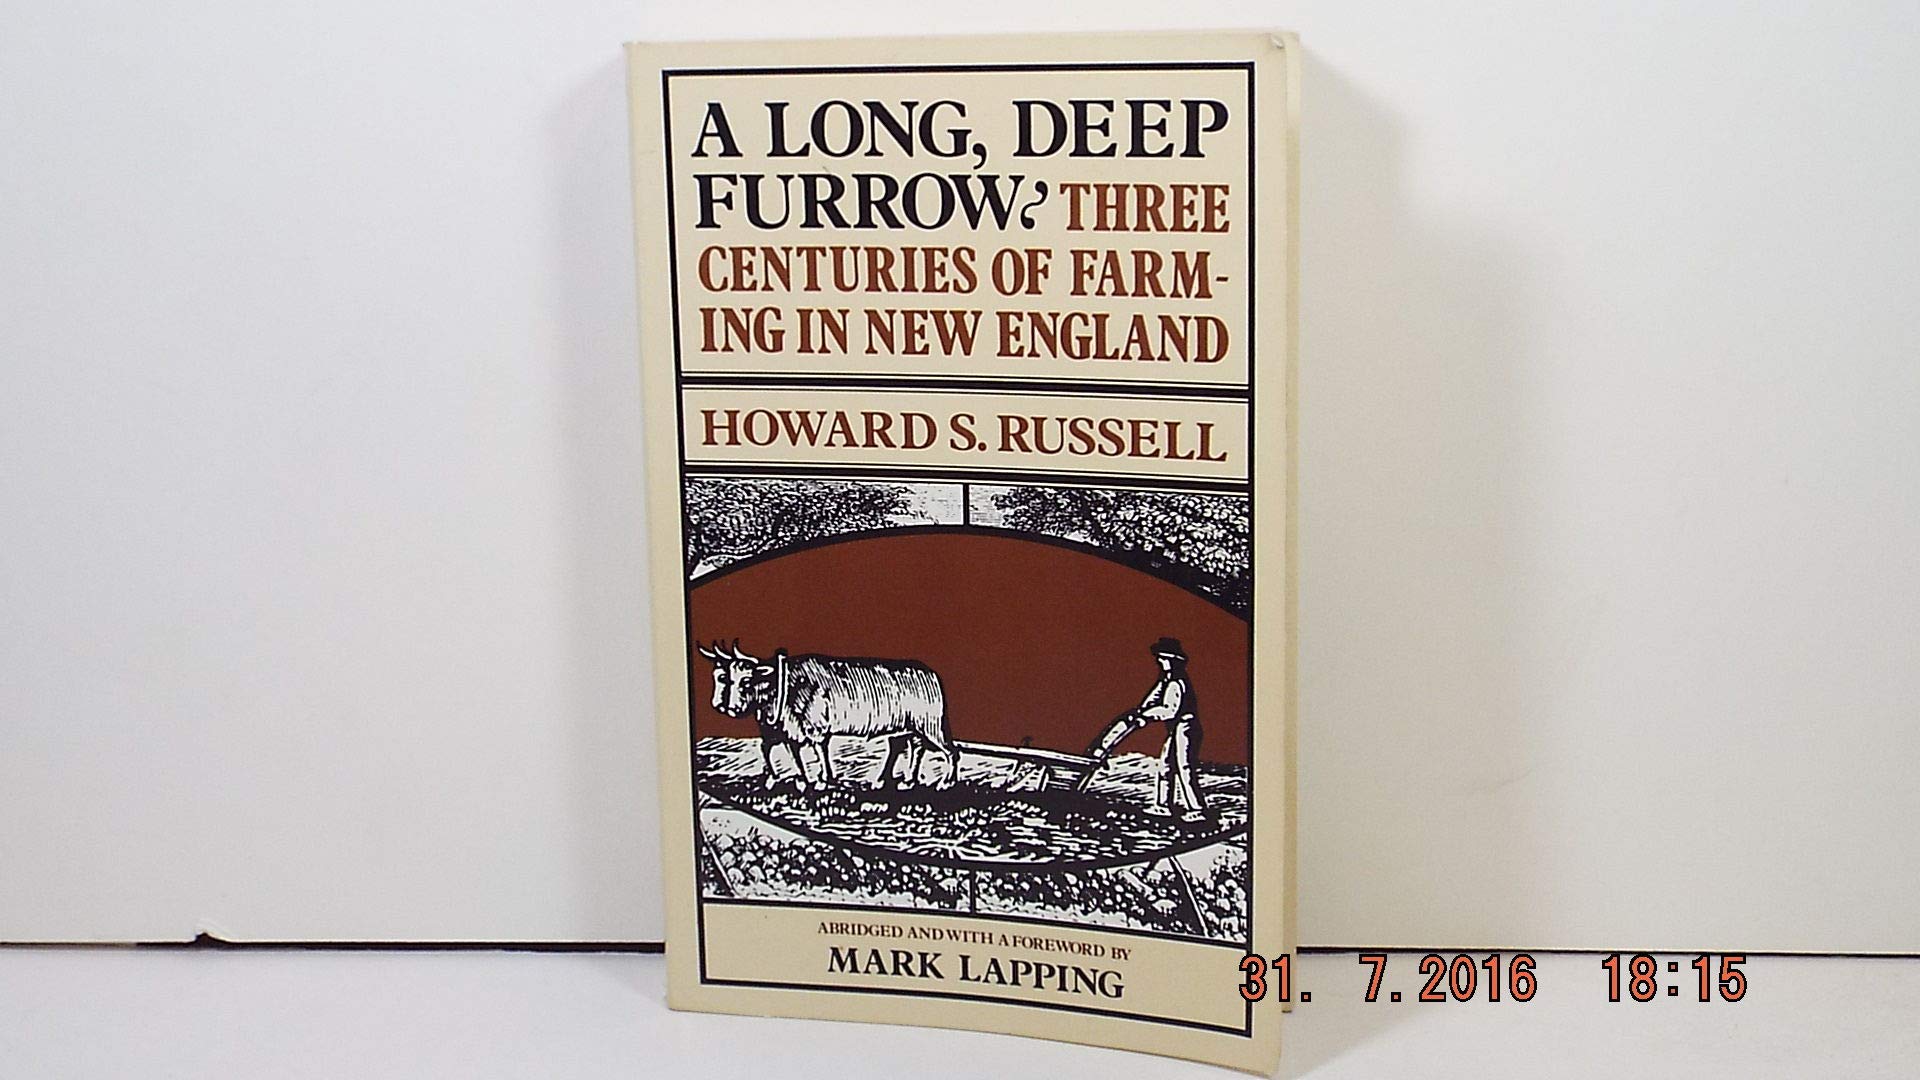 A LONG, DEEP
FURROW: THREE
CENTURIES OF FARM-
ING IN NEW ENGLAND
HOWARD S. RUSSELL
ABRIDGED AND WITH A FOREWORD BY
MARK LAPPING
31. 7.2016 18:15